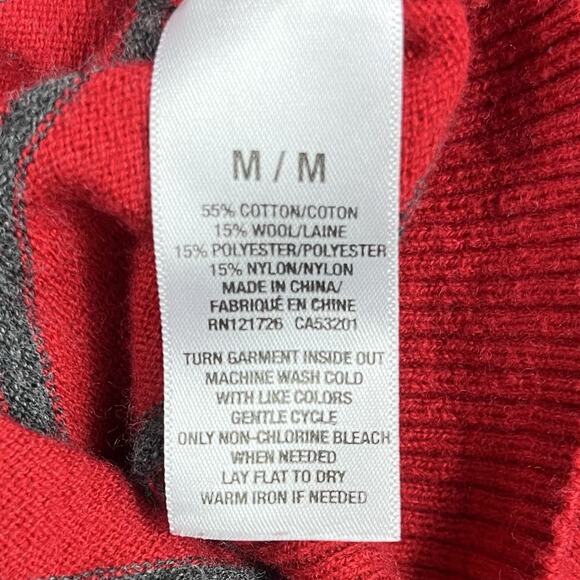 M / M
55% COTTON/COTON
15% WOOL/LAINE
15% POLYESTER/POLYESTER
15% NYLON/NYLON
MADE IN CHINA/
FABRIQUÉ EN CHINE
RN121726 CA53201
TURN GARMENT INSIDE OUT
MACHINE WASH COLD
WITH LIKE COLORS
GENTLE CYCLE
ONLY NON-CHLORINE BLEACH
WHEN NEEDED
LAY FLAT TO DRY
WARM IRON IF NEEDED